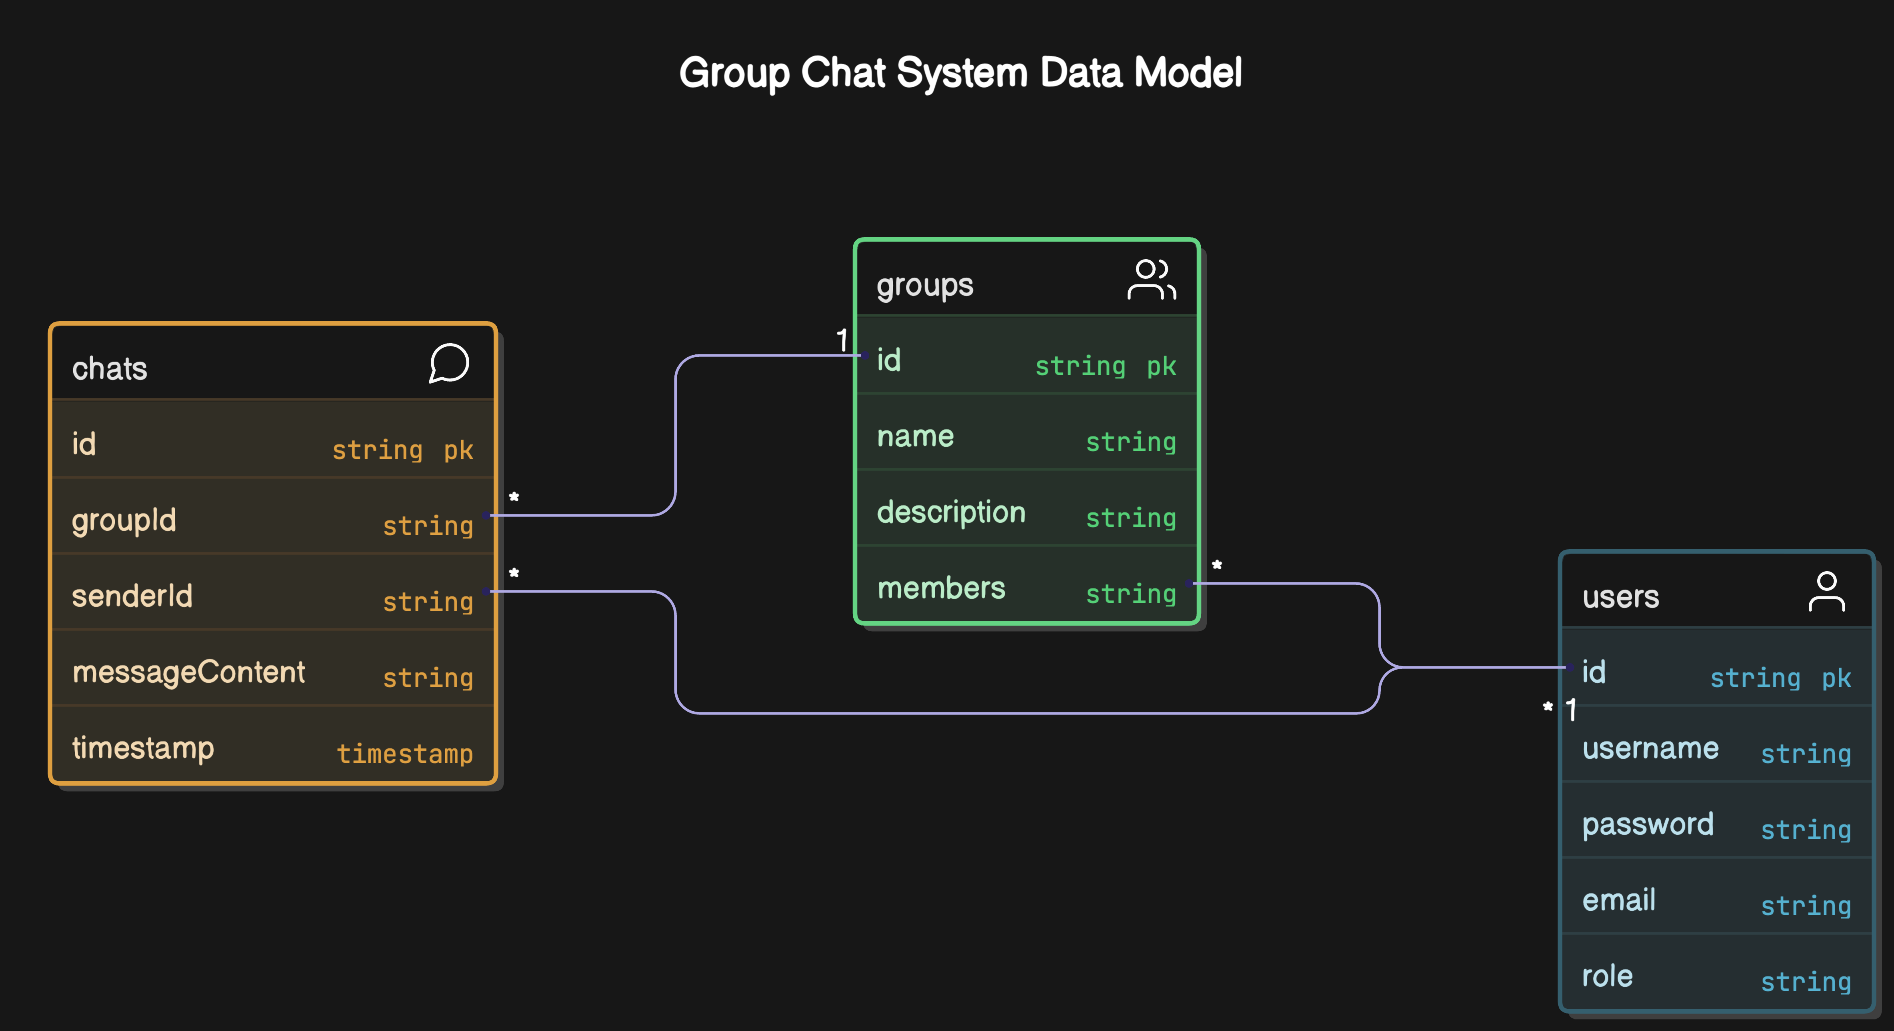 Group Chat System Data Model
chats
id string pk
groupId string
*
senderId string
*
messageContent string
timestamp timestamp
groups
1
id string pk
name string
description string
members string
*
users
id string pk
* 1
username string
password string
email string
role string